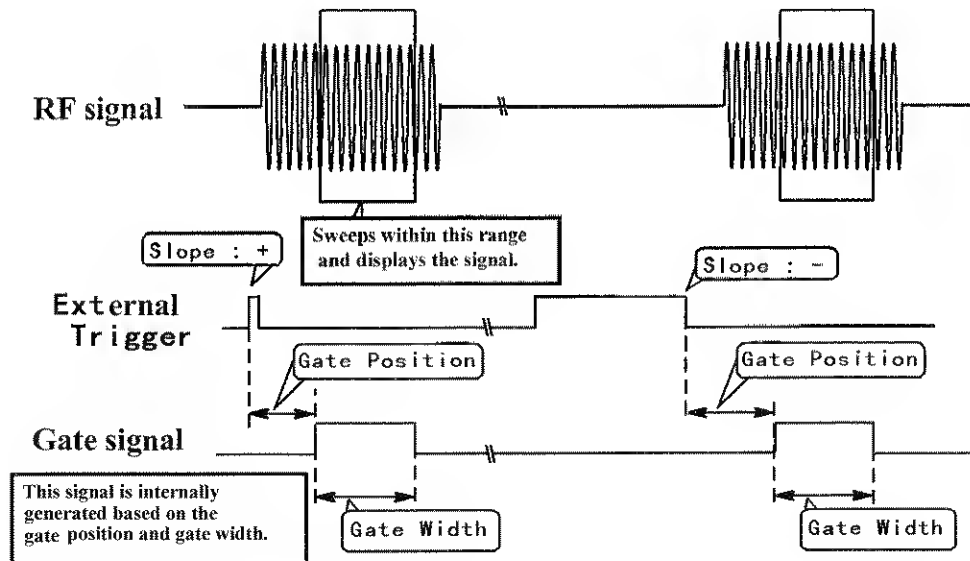 RF signal
Sweeps within this range
and displays the signal.
Slope : +
Slope : -
External
Trigger
Gate Position
Gate Position
Gate signal
This signal is internally
generated based on the
gate position and gate width.
Gate Width
Gate Width